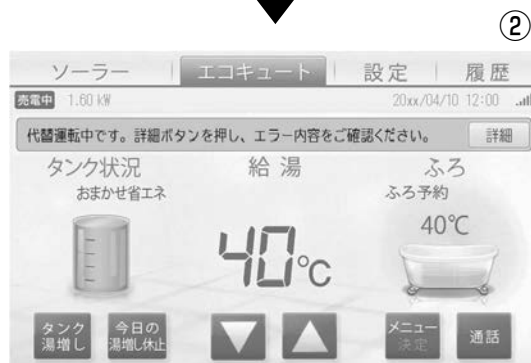 ②
ソーラー エコキュート 設定 履歴
売電中 1.60 kW 20xx/04/10 12:00
代替運転中です。詳細ボタンを押し、エラー内容をご確認ください。 詳細
タンク状況 給湯 ふろ
おまかせ省エネ ふろ予約
40℃
40℃
タンク 今日の メニュー 通話
湯増し 湯増し休止 決定